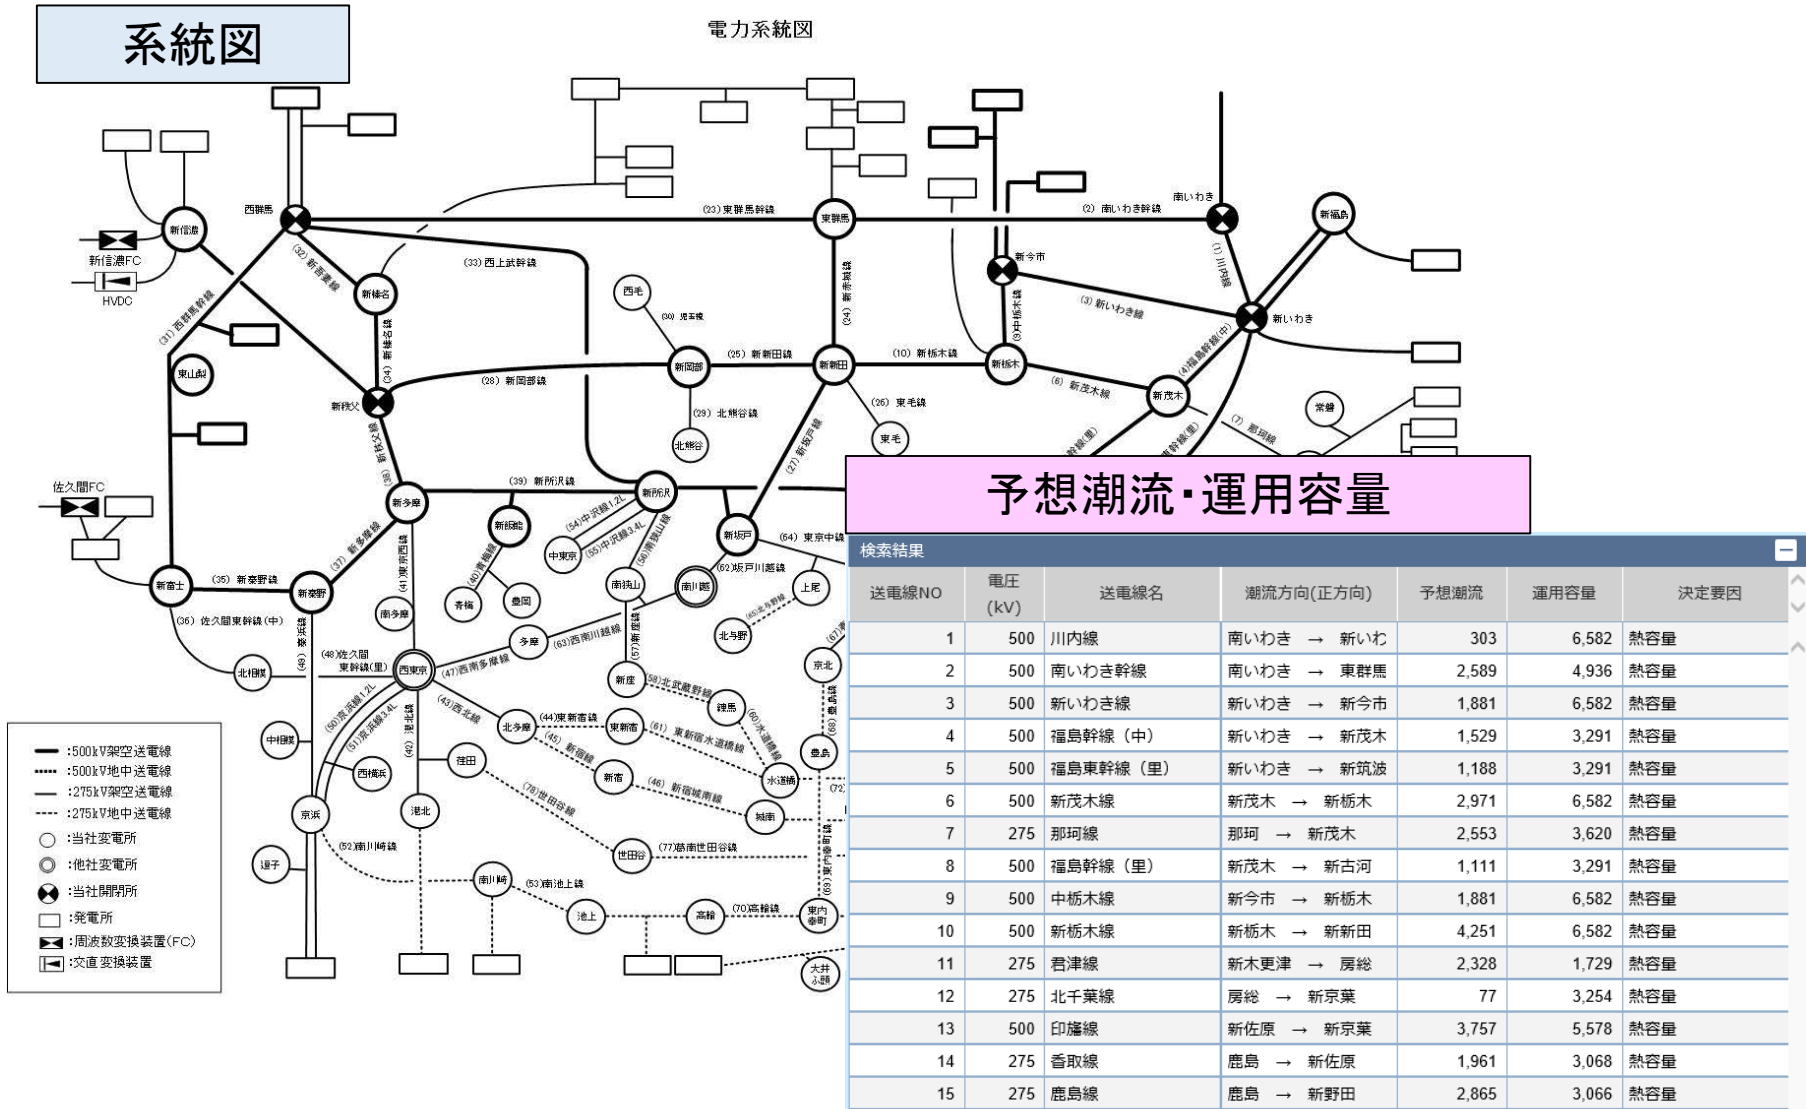 系統図
電力系統図
西群馬
(23) 東群馬幹線
東群馬
(2) 南いわき幹線
南いわき
新福島
新信濃
新信濃FC
HVDC
(32) 新吾妻線
(33) 西上武幹線
新榛名
(31) 西群馬幹線
(34) 新榛名線
西毛
(30) 児玉線
(24) 新赤城線
新今市
(1) 川内線
(3) 新いわき線
新いわき
(9)中栃木線
(4)福島幹線(中)
東山梨
新秩父
(28) 新岡部線
新岡部
(25) 新新田線
新新田
(10) 新栃木線
新栃木
(6) 新茂木線
新茂木
(29) 北熊谷線
北熊谷
(26) 東毛線
東毛
(27) 新坂戸線
(7) 那珂線
常磐
幹線(里)
東幹線(里)
(38) 新秩父線
佐久間FC
新多摩
(39) 新所沢線
新所沢
新飯能
(54)中沢線1,2L
(55)中沢線3,4L
中東京
(56)南狭山線
新坂戸
(64) 東京中線
(37) 新多摩線
(41)東京西線
(40)青梅線
青梅
豊岡
南狭山
(62)坂戸川越線
南川越
上尾
新富士
(35) 新秦野線
新秦野
(36) 佐久間東幹線(中)
南多摩
(65)北与野線
北与野
(49) 秦浜線
(48)佐久間
東幹線(里)
西東京
(47)西南多摩線
多摩
(63)西南川越線
(57)新座線
北相模
新座
(58)北武蔵野線
練馬
京北
(50)京浜線1,2L
(51)京浜線3,4L
(43)西北線
(42) 港北線
北多摩
(44)東新宿線
東新宿
(45) 新宿線
(61) 東新宿水道橋線
(60)水道橋線
(68) 豊島線
豊島
中相模
西横浜
荏田
新宿
(46) 新宿城南線
水道橋
城南
京浜
港北
(78)世田谷線
世田谷
(77)葛南世田谷線
(52)南川崎線
逗子
南川崎
(53)南池上線
池上
高輪
(70)高輪線
(69)東内幸町線
東内
幸町
大井
ふ頭
:500kV架空送電線
:500kV地中送電線
:275kV架空送電線
:275kV地中送電線
:当社変電所
:他社変電所
:当社開閉所
:発電所
:周波数変換装置(FC)
:交直変換装置
予想潮流・運用容量
検索結果
送電線NO 電圧(kV) 送電線名 潮流方向(正方向) 予想潮流 運用容量 決定要因
1 500 川内線 南いわき → 新いわ 303 6,582 熱容量
2 500 南いわき幹線 南いわき → 東群馬 2,589 4,936 熱容量
3 500 新いわき線 新いわき → 新今市 1,881 6,582 熱容量
4 500 福島幹線（中） 新いわき → 新茂木 1,529 3,291 熱容量
5 500 福島東幹線（里） 新いわき → 新筑波 1,188 3,291 熱容量
6 500 新茂木線 新茂木 → 新栃木 2,971 6,582 熱容量
7 275 那珂線 那珂 → 新茂木 2,553 3,620 熱容量
8 500 福島幹線（里） 新茂木 → 新古河 1,111 3,291 熱容量
9 500 中栃木線 新今市 → 新栃木 1,881 6,582 熱容量
10 500 新栃木線 新栃木 → 新新田 4,251 6,582 熱容量
11 275 君津線 新木更津 → 房総 2,328 1,729 熱容量
12 275 北千葉線 房総 → 新京葉 77 3,254 熱容量
13 500 印旛線 新佐原 → 新京葉 3,757 5,578 熱容量
14 275 香取線 鹿島 → 新佐原 1,961 3,068 熱容量
15 275 鹿島線 鹿島 → 新野田 2,865 3,066 熱容量